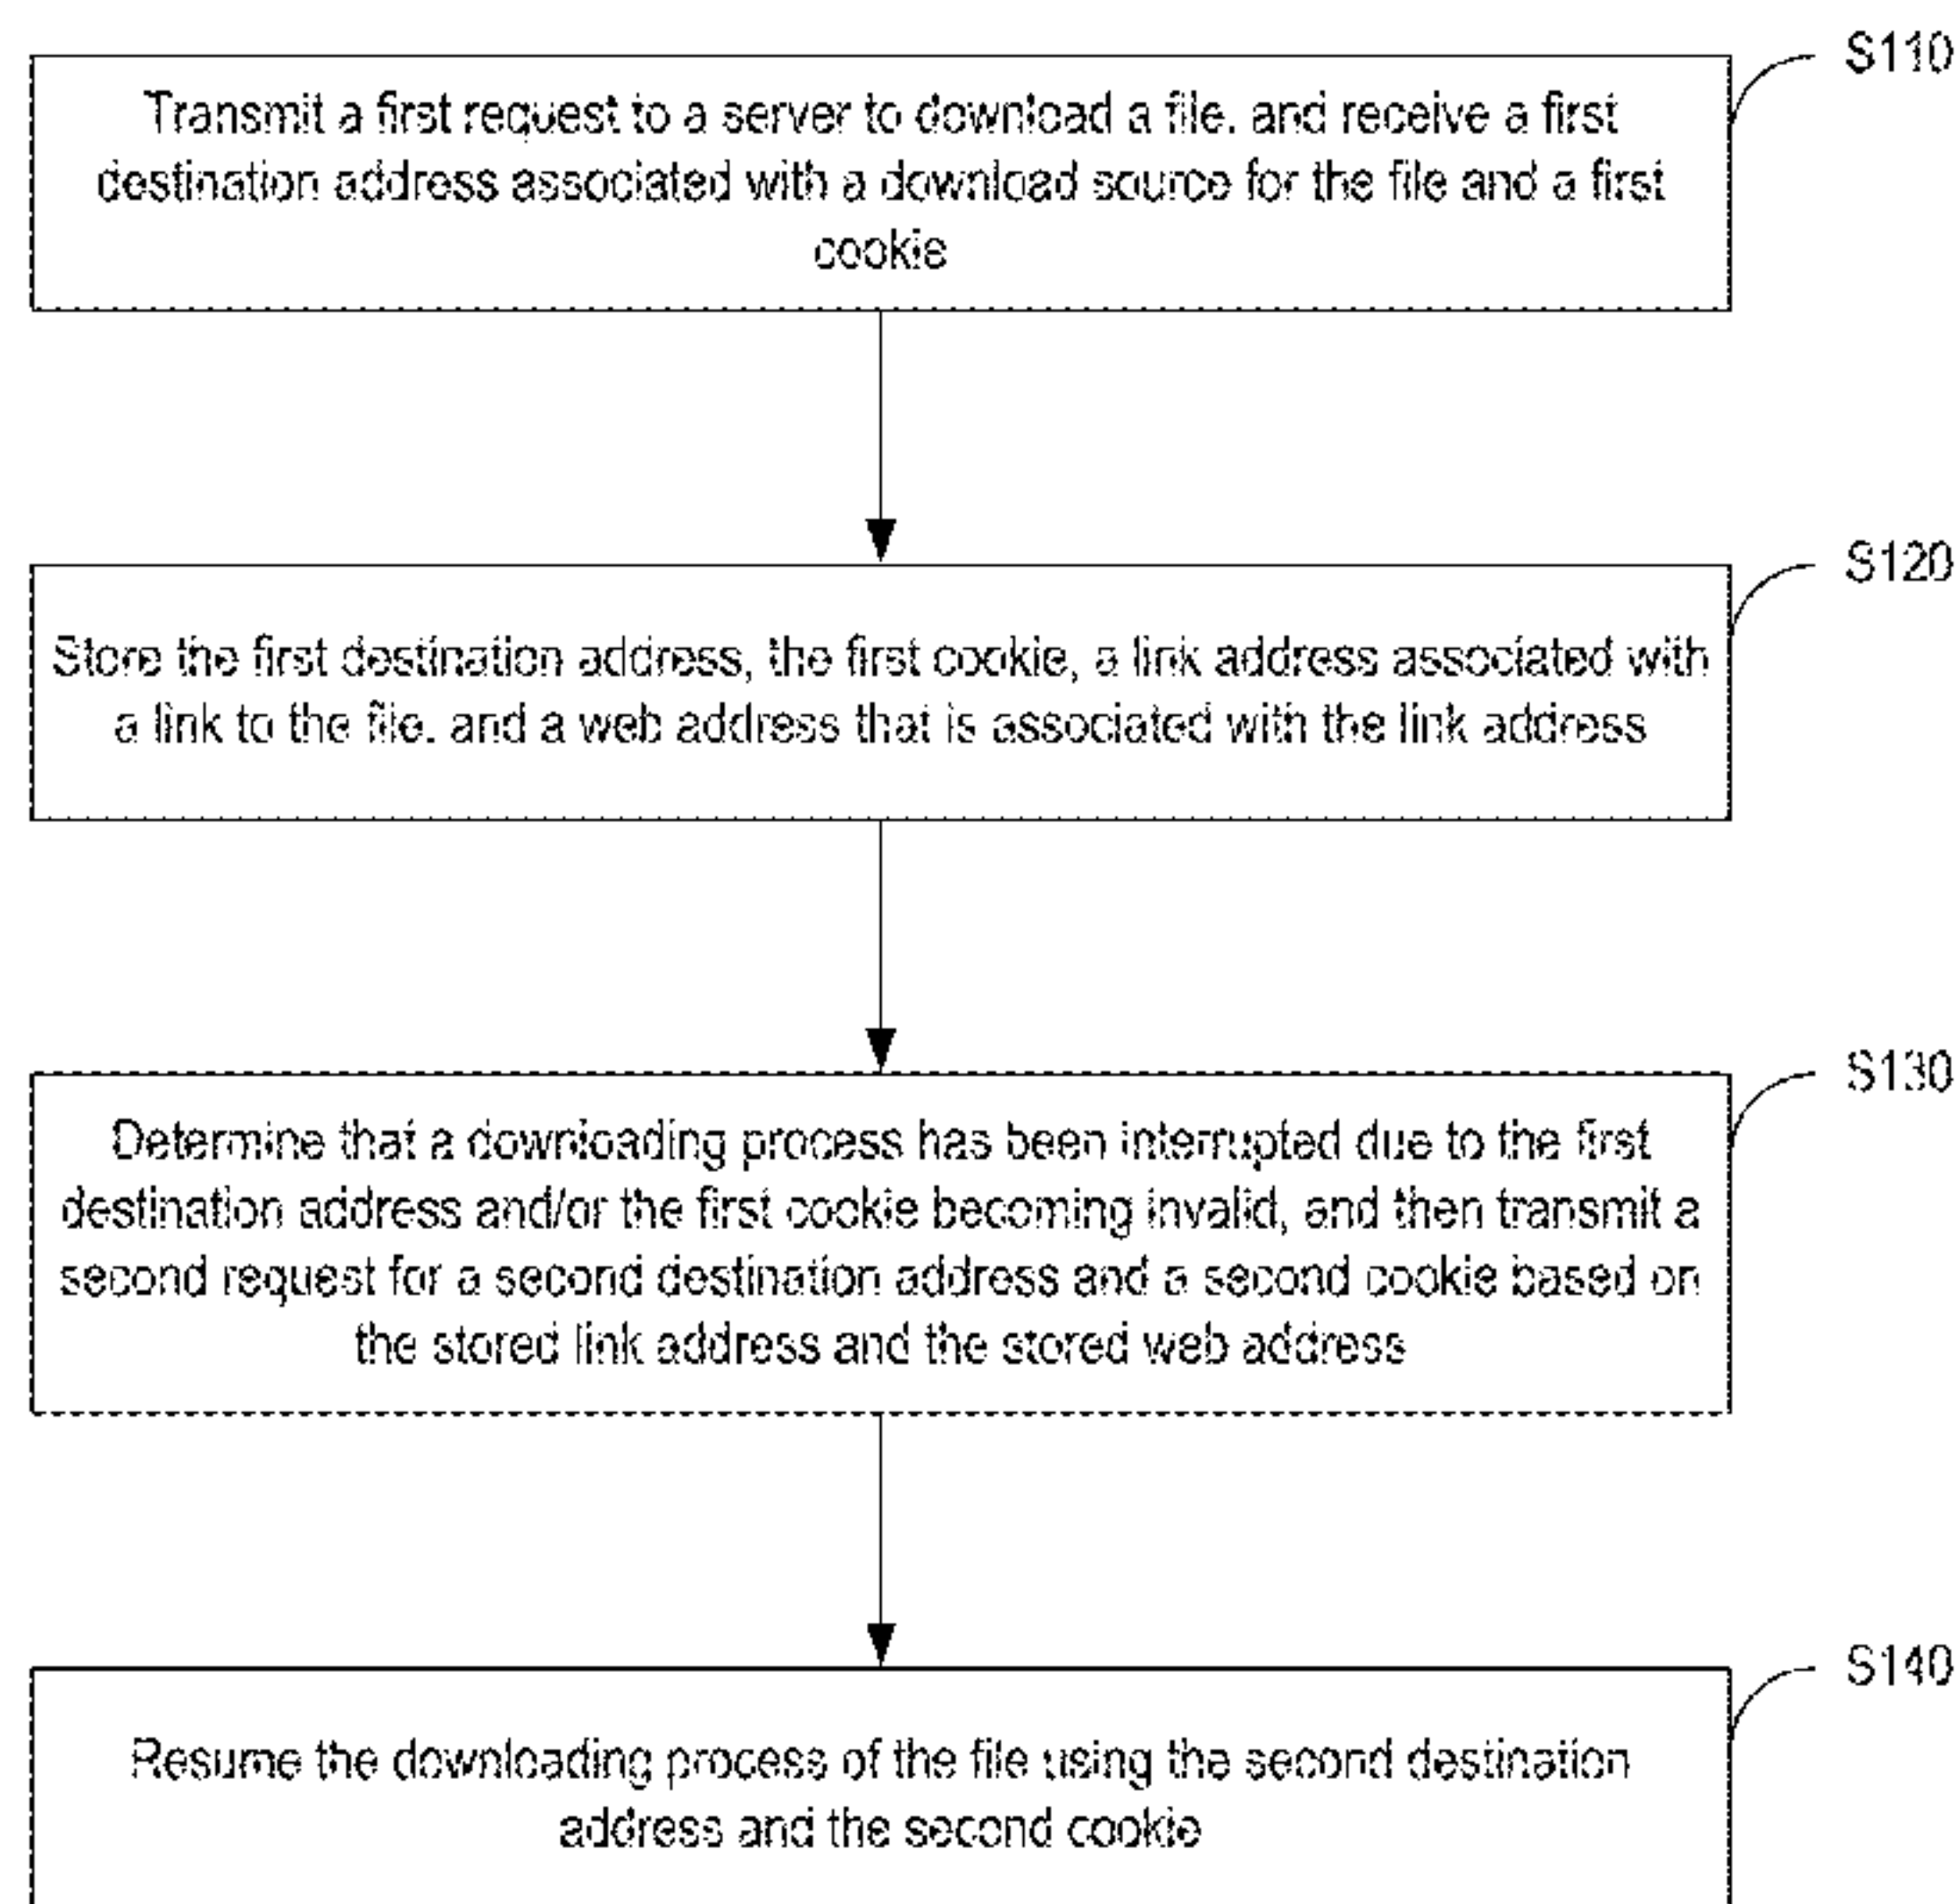 S110
Transmit a first request to a server to download a file. and receive a first
destination address associated with a download source for the file and a first
cookie
S120
Store the first destination address, the first cookie, a link address associated with
a link to the file. and a web address that is associated with the link address
S130
Determine that a downloading process has been interrupted due to the first
destination address and/or the first cookie becoming invalid, and then transmit a
second request for a second destination address and a second cookie based on
the stored link address and the stored web address
S140
Resume the downloading process of the file using the second destination
address and the second cookie